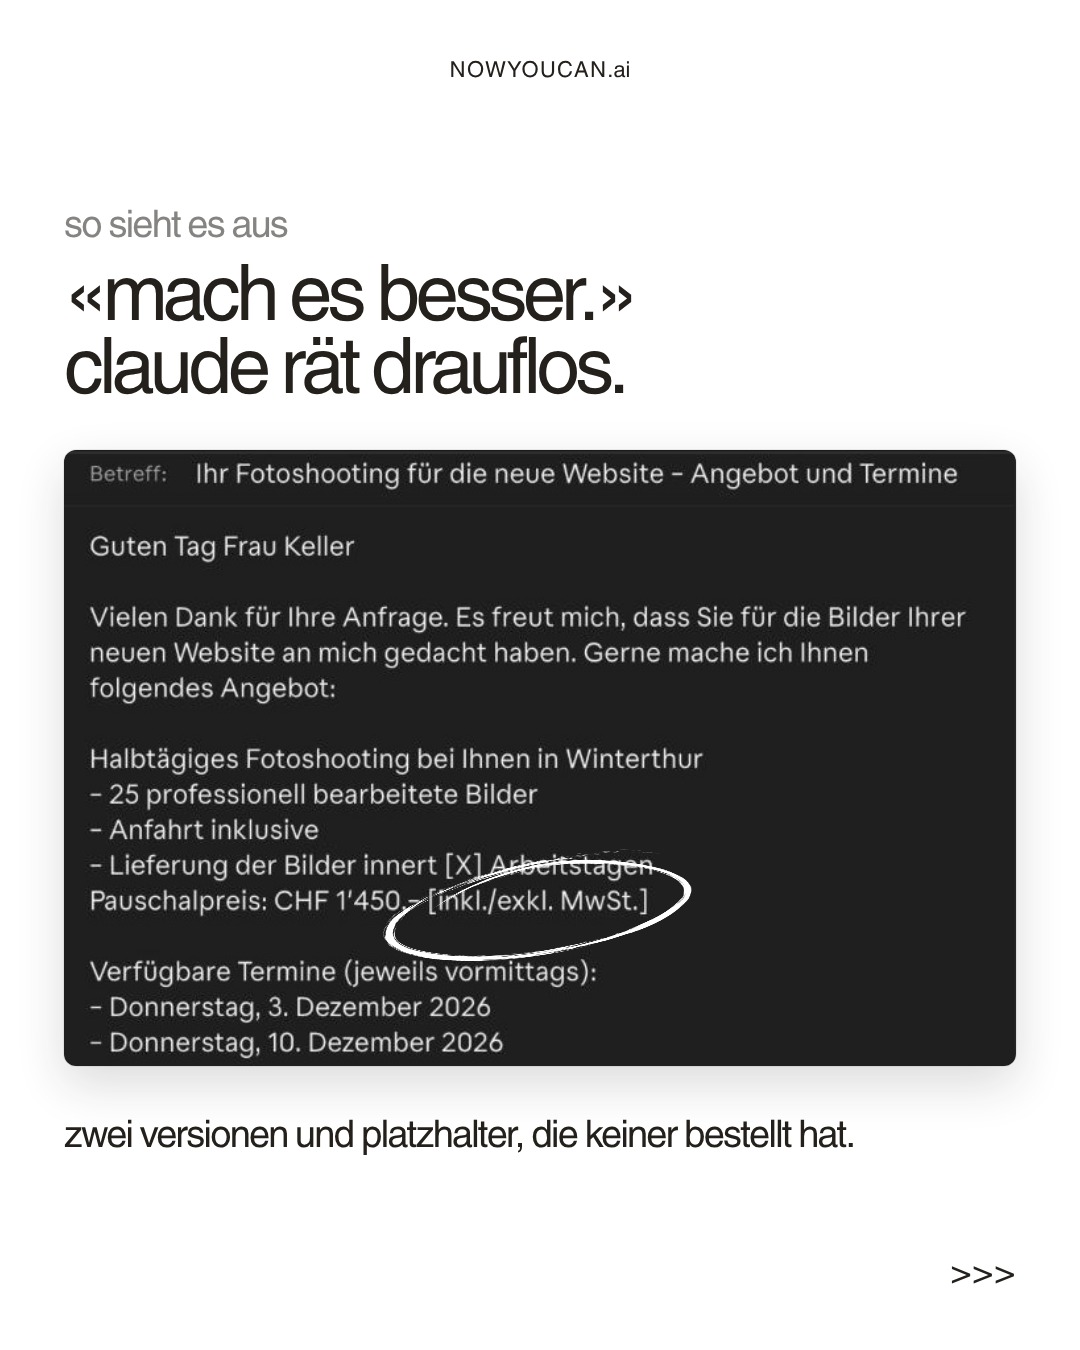 NOWYOUCAN.ai
so sieht es aus
«mach es besser.»
claude rät drauflos.
Betreff: Ihr Fotoshooting für die neue Website – Angebot und Termine
Guten Tag Frau Keller
Vielen Dank für Ihre Anfrage. Es freut mich, dass Sie für die Bilder Ihrer
neuen Website an mich gedacht haben. Gerne mache ich Ihnen
folgendes Angebot:
Halbtägiges Fotoshooting bei Ihnen in Winterthur
– 25 professionell bearbeitete Bilder
– Anfahrt inklusive
– Lieferung der Bilder innert [X] Arbeitstagen
Pauschalpreis: CHF 1'450.– [inkl./exkl. MwSt.]
Verfügbare Termine (jeweils vormittags):
– Donnerstag, 3. Dezember 2026
– Donnerstag, 10. Dezember 2026
zwei versionen und platzhalter, die keiner bestellt hat.
>>>